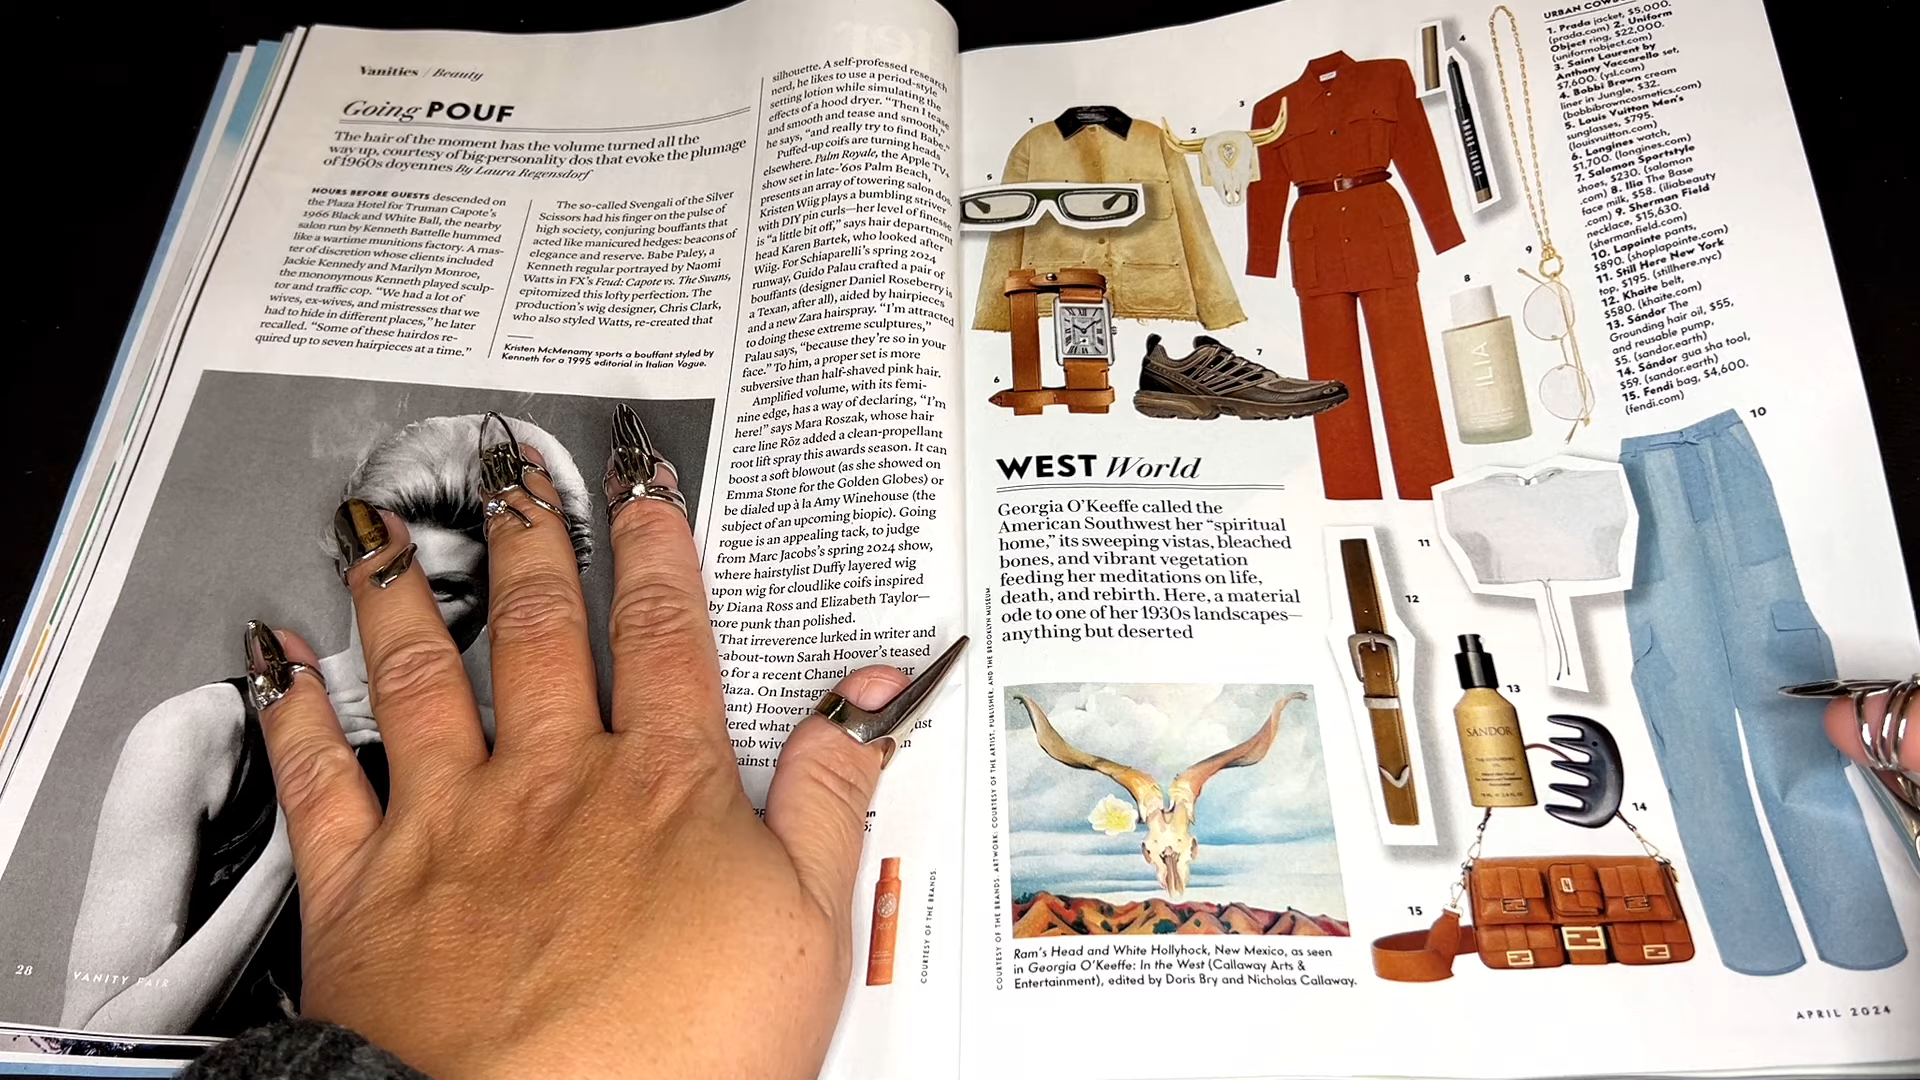 Vanities / Beauty
Going POUF
The hair of the moment has the volume turned all the
way up, courtesy of big-personality dos that evoke the plumage
of 1960s doyennes By Laura Regensdorf
HOURS BEFORE GUESTS descended on
the Plaza Hotel for Truman Capote's
1966 Black and White Ball, the nearby
salon run by Kenneth Battelle hummed
like a wartime munitions factory. A mas-
ter of discretion whose clients included
Jackie Kennedy and Marilyn Monroe,
the mononymous Kenneth played sculp-
tor and traffic cop. "We had a lot of
wives, ex-wives, and mistresses that we
had to hide in different places," he later
recalled. "Some of these hairdos re-
quired up to seven hairpieces at a time."
The so-called Svengali of the Silver
Scissors had his finger on the pulse of
high society, conjuring bouffants that
acted like manicured hedges: beacons of
elegance and reserve. Babe Paley, a
Kenneth regular portrayed by Naomi
Watts in FX's Feud: Capote vs. The Swans,
epitomized this lofty perfection. The
production's wig designer, Chris Clark,
who also styled Watts, re-created that
Kristen McMenamy sports a bouffant styled by
Kenneth for a 1995 editorial in Italian Vogue.
silhouette. A self-professed research
nerd, he likes to use a period-style
setting lotion while simulating the
effects of a hood dryer. "Then I tease
and smooth and tease and smooth,"
he says, "and really try to find Babe."
Puffed-up coifs are turning heads
elsewhere. Palm Royale, the Apple TV+
show set in late-'60s Palm Beach,
presents an array of towering salon dos.
Kristen Wiig plays a bumbling striver
with DIY pin curls—her level of finesse
is "a little bit off," says hair department
head Karen Bartek, who looked after
Wiig. For Schiaparelli's spring 2024
runway, Guido Palau crafted a pair of
bouffants (designer Daniel Roseberry is
a Texan, after all), aided by hairpieces
and a new Zara hairspray. "I'm attracted
to doing these extreme sculptures,"
Palau says, "because they're so in your
face." To him, a proper set is more
subversive than half-shaved pink hair.
Amplified volume, with its femi-
nine edge, has a way of declaring, "I'm
here!" says Mara Roszak, whose hair
care line Rōz added a clean-propellant
root lift spray this awards season. It can
boost a soft blowout (as she showed on
Emma Stone for the Golden Globes) or
be dialed up à la Amy Winehouse (the
subject of an upcoming biopic). Going
rogue is an appealing tack, to judge
from Marc Jacobs's spring 2024 show,
where hairstylist Duffy layered wig
upon wig for cloudlike coifs inspired
by Diana Ross and Elizabeth Taylor—
more punk than polished.
That irreverence lurked in writer and
-about-town Sarah Hoover's teased
o for a recent Chanel
Plaza. On Instagr
ant) Hoover
dered what
mob wiv
ainst t
COURTESY OF THE BRANDS.
28
VANITY FAIR
1
2
3
4
5
6
7
8
9
10
11
12
13
14
15
ILIA
SANDOR
WEST World
Georgia O'Keeffe called the
American Southwest her "spiritual
home," its sweeping vistas, bleached
bones, and vibrant vegetation
feeding her meditations on life,
death, and rebirth. Here, a material
ode to one of her 1930s landscapes—
anything but deserted
Ram's Head and White Hollyhock, New Mexico, as seen
in Georgia O'Keeffe: In the West (Callaway Arts &
Entertainment), edited by Doris Bry and Nicholas Callaway.
COURTESY OF THE BRANDS. ARTWORK: COURTESY OF THE ARTIST, PUBLISHER, AND THE BROOKLYN MUSEUM.
URBAN COW
1. Prada jacket, $5,000.
(prada.com) 2. Uniform
Object ring, $22,000.
(uniformobject.com)
3. Saint Laurent by
Anthony Vaccarello set,
$7,600. (ysl.com)
4. Bobbi Brown cream
liner in Jungle, $32.
(bobbibrowncosmetics.com)
5. Louis Vuitton Men's
sunglasses, $795.
(louisvuitton.com)
6. Longines watch,
$1,700. (longines.com)
7. Salomon Sportstyle
shoes, $230. (salomon
.com) 8. Ilia The Base
face milk, $58. (iliabeauty
.com) 9. Sherman Field
necklace, $15,630.
(shermanfield.com)
10. Lapointe pants,
$890. (shoplapointe.com)
11. Still Here New York
top, $195. (stillhere.nyc)
12. Khaite belt,
$580. (khaite.com)
13. Sándor The
Grounding hair oil, $55,
and reusable pump,
$5. (sandor.earth)
14. Sándor gua sha tool,
$59. (sandor.earth)
15. Fendi bag, $4,600.
(fendi.com)
APRIL 2024